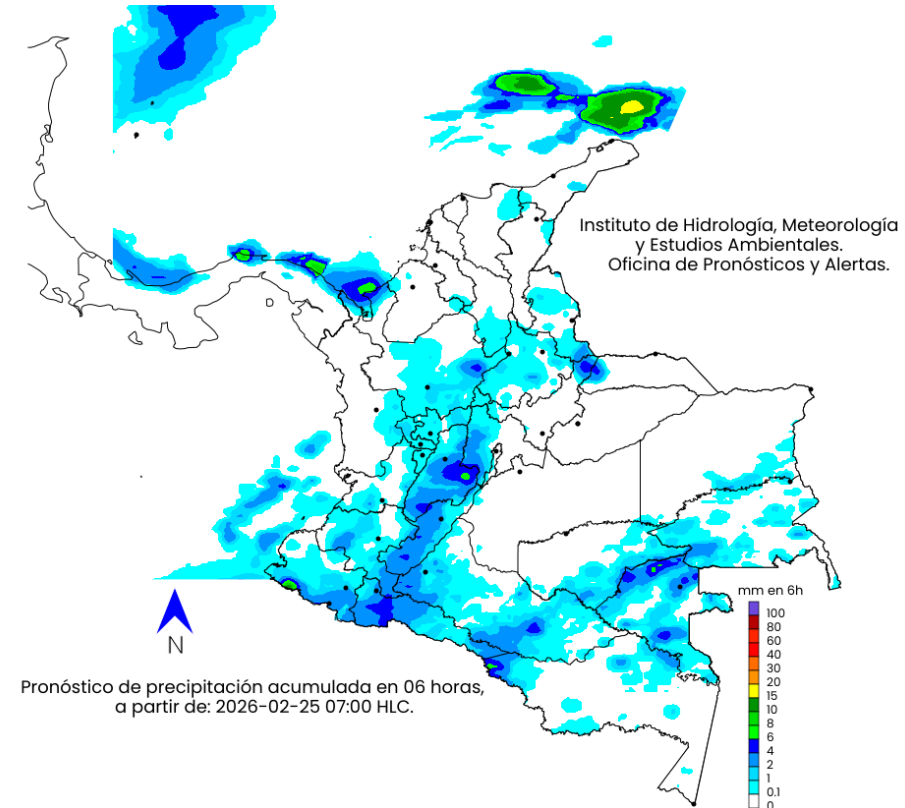 Instituto de Hidrología, Meteorología
y Estudios Ambientales.
Oficina de Pronósticos y Alertas.
mm en 6h
100
80
60
40
30
20
15
10
8
6
4
2
1
0.1
0
N
Pronóstico de precipitación acumulada en 06 horas,
a partir de: 2026-02-25 07:00 HLC.